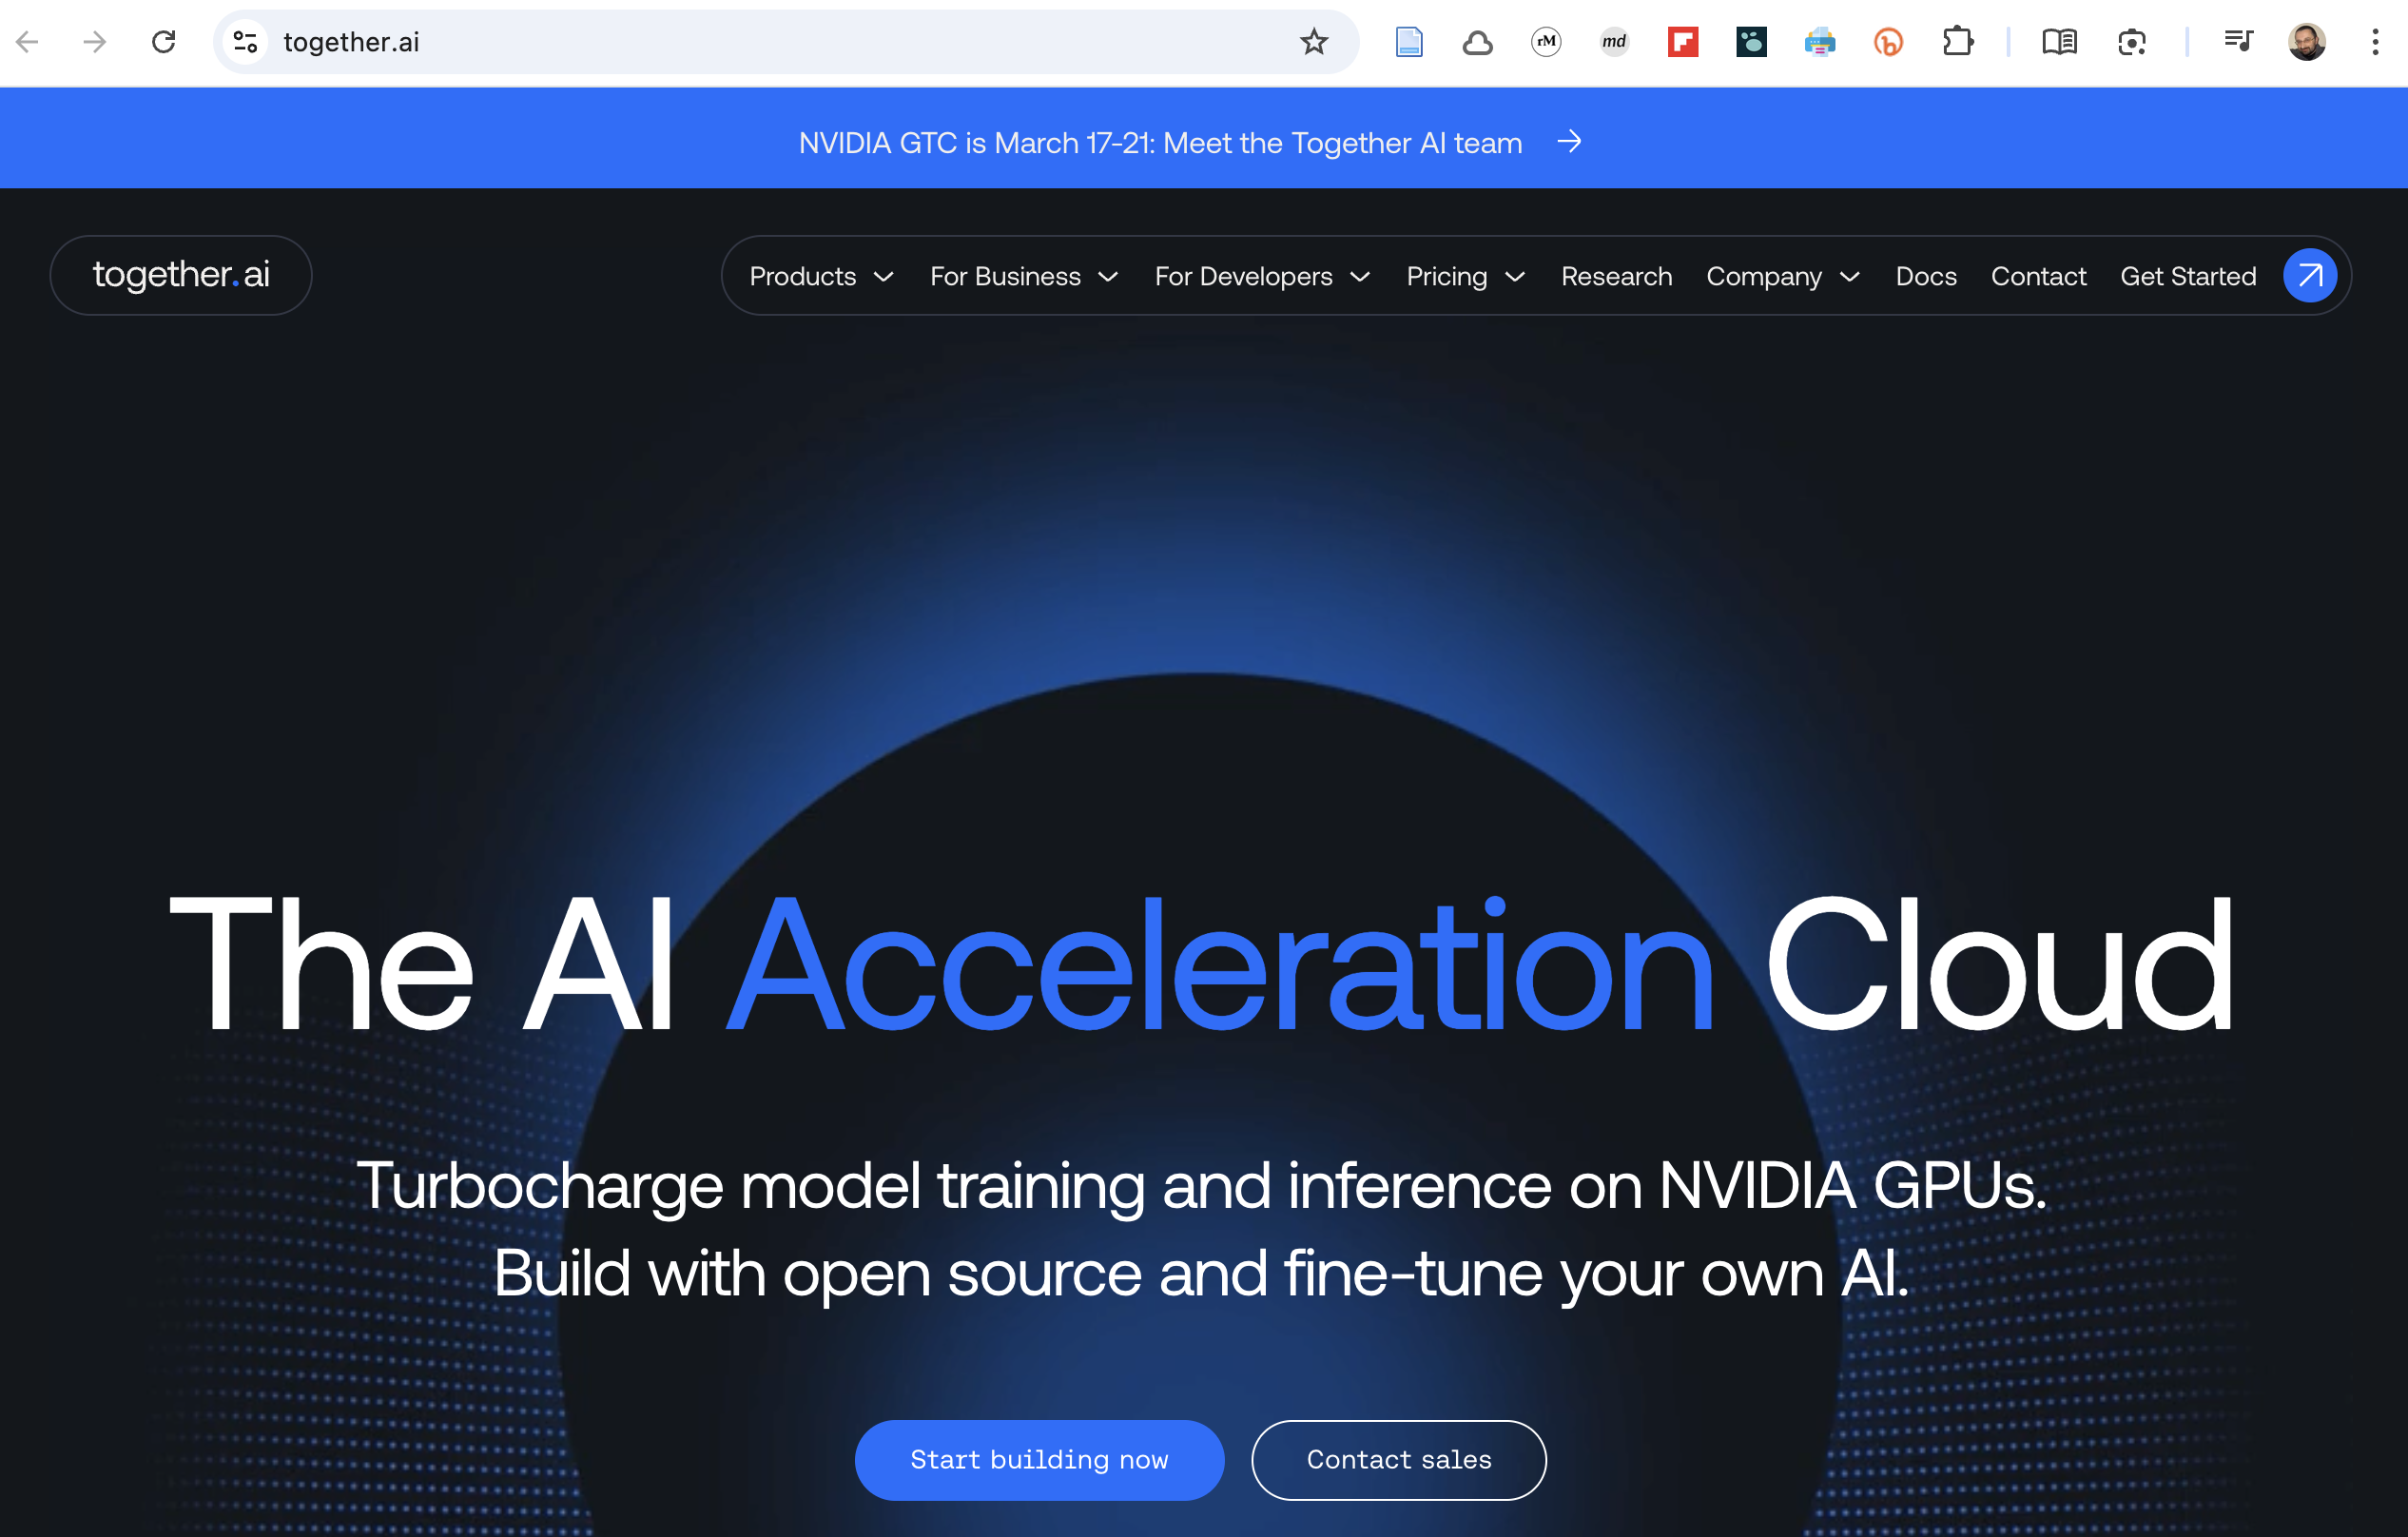 together.ai
rM
md
NVIDIA GTC is March 17-21: Meet the Together AI team →
together.ai
Products For Business For Developers Pricing Research Company Docs Contact Get Started
The AI Acceleration Cloud
Turbocharge model training and inference on NVIDIA GPUs.
Build with open source and fine-tune your own AI.
Start building now
Contact sales